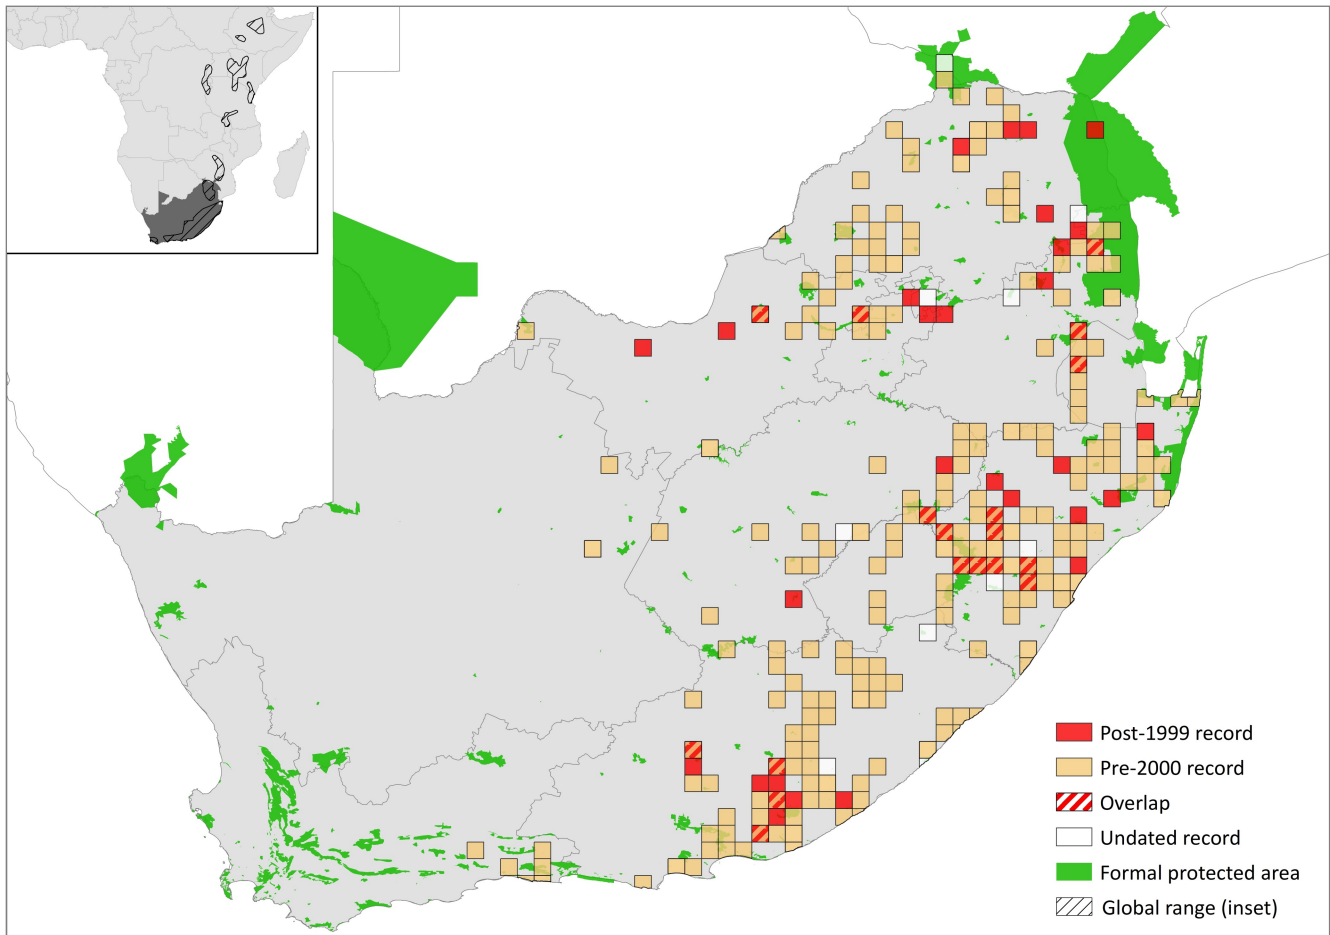 Post-1999 record
Pre-2000 record
Overlap
Undated record
Formal protected area
Global range (inset)